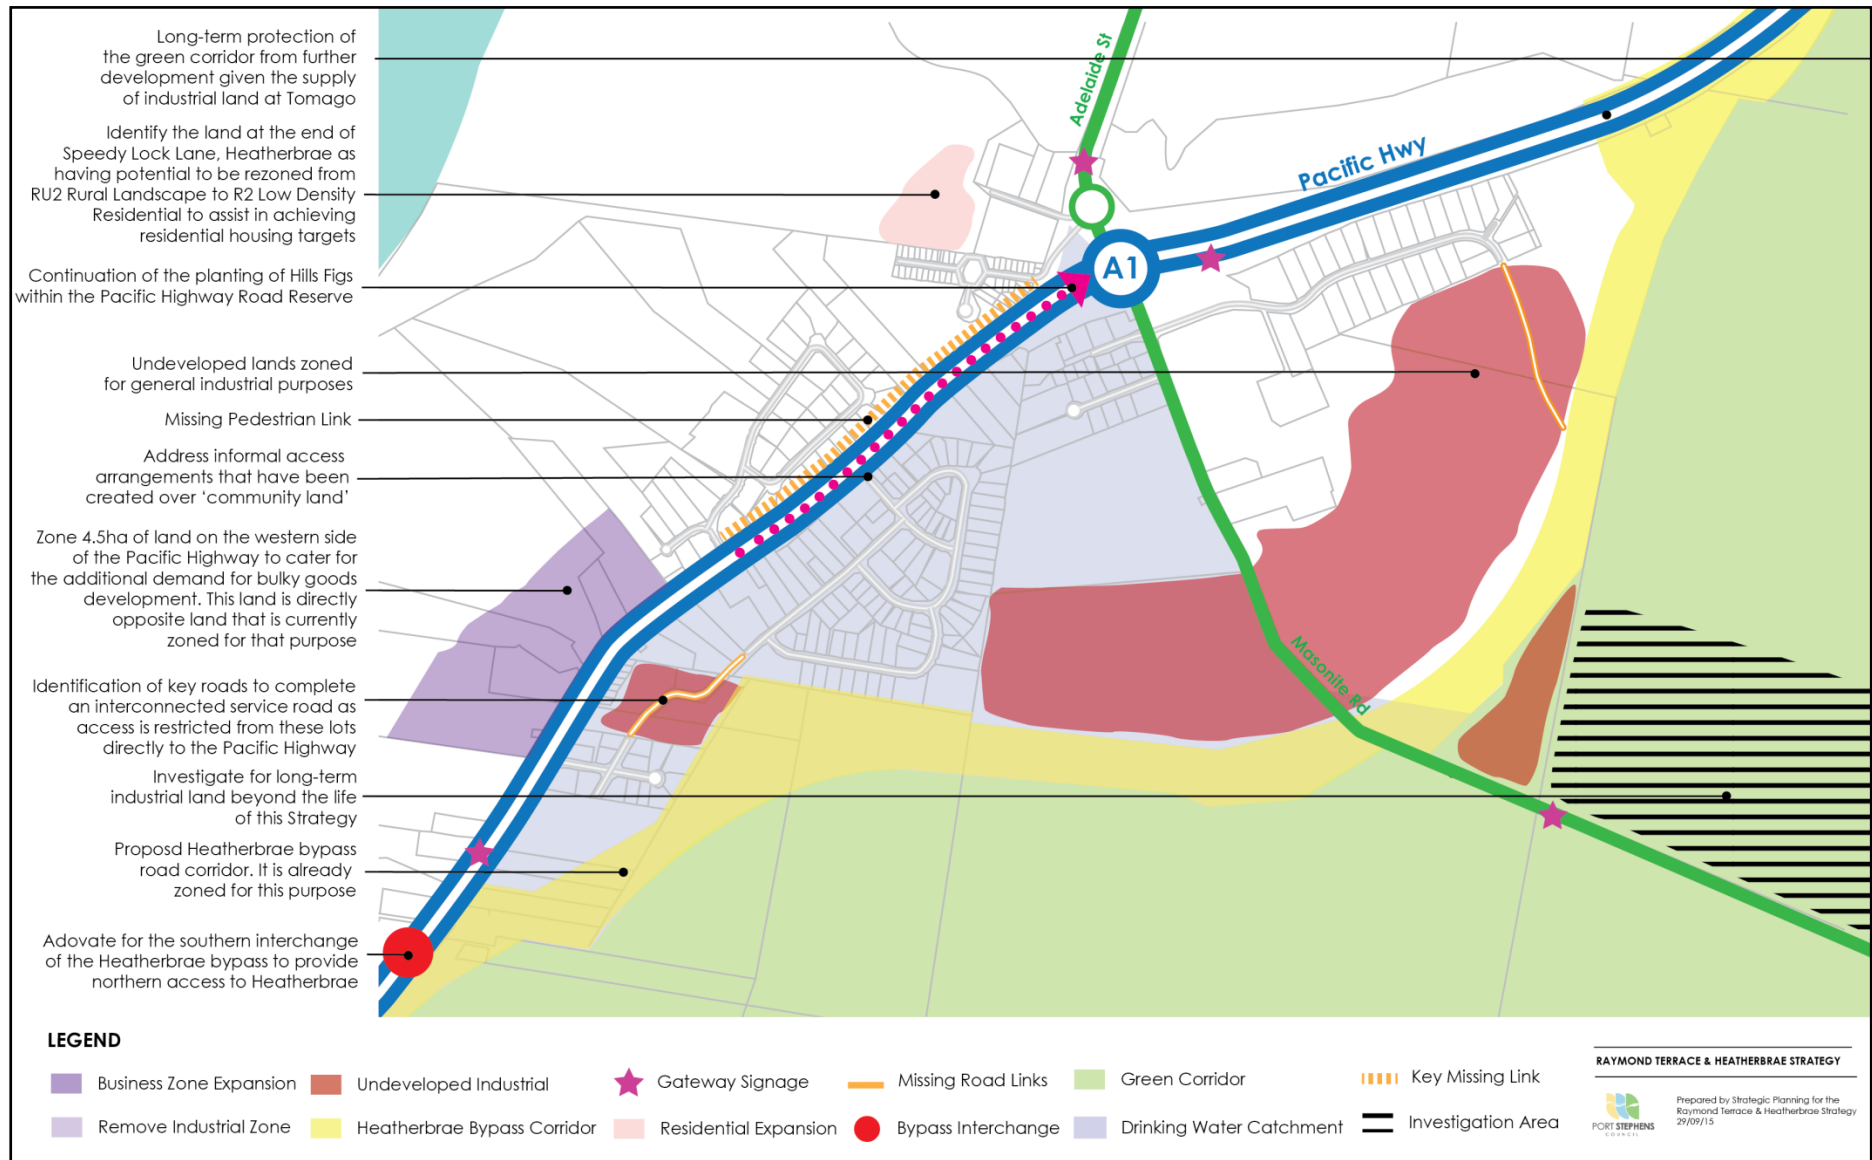 Long-term protection of
the green corridor from further
development given the supply
of industrial land at Tomago
Identify the land at the end of
Speedy Lock Lane, Heatherbrae as
having potential to be rezoned from
RU2 Rural Landscape to R2 Low Density
Residential to assist in achieving
residential housing targets
Continuation of the planting of Hills Figs
within the Pacific Highway Road Reserve
Undeveloped lands zoned
for general industrial purposes
Missing Pedestrian Link
Address informal access
arrangements that have been
created over ‘community land’
Zone 4.5ha of land on the western side
of the Pacific Highway to cater for
the additional demand for bulky goods
development. This land is directly
opposite land that is currently
zoned for that purpose
Identification of key roads to complete
an interconnected service road as
access is restricted from these lots
directly to the Pacific Highway
Investigate for long-term
industrial land beyond the life
of this Strategy
Proposd Heatherbrae bypass
road corridor. It is already
zoned for this purpose
Adovate for the southern interchange
of the Heatherbrae bypass to provide
northern access to Heatherbrae
Adelaide St
Pacific Hwy
A1
Masonite Rd
LEGEND
Business Zone Expansion
Undeveloped Industrial
Gateway Signage
Missing Road Links
Green Corridor
Key Missing Link
Remove Industrial Zone
Heatherbrae Bypass Corridor
Residential Expansion
Bypass Interchange
Drinking Water Catchment
Investigation Area
RAYMOND TERRACE & HEATHERBRAE STRATEGY
PORT STEPHENS
COUNCIL
Prepared by Strategic Planning for the
Raymond Terrace & Heatherbrae Strategy
29/09/15